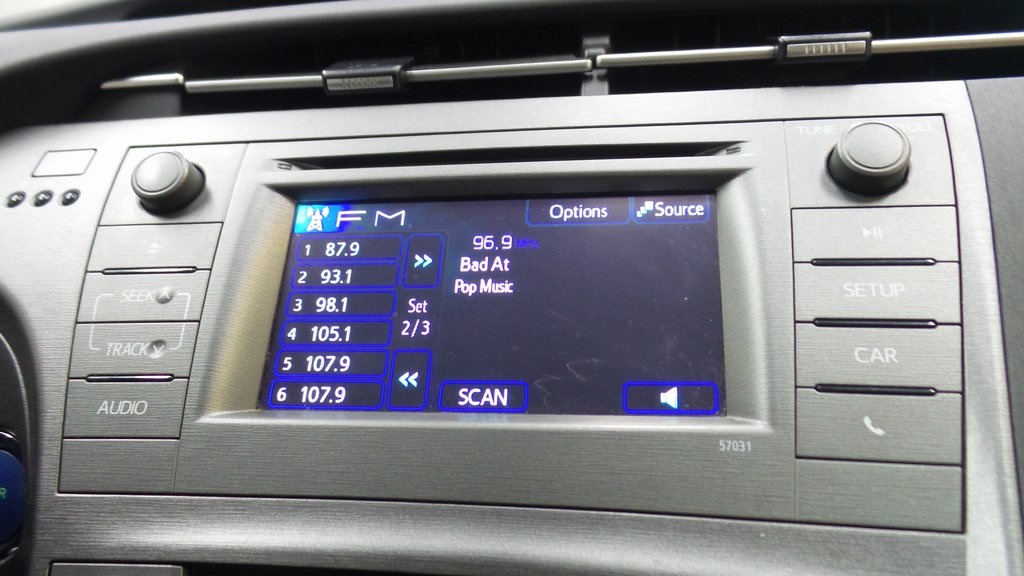 TUNE SCROLL
FM
Options
Source
1 87.9
2 93.1
3 98.1
4 105.1
5 107.9
6 107.9
Set
2/3
96.9 MHz
Bad At
Pop Music
SCAN
SEEK
TRACK
AUDIO
SETUP
CAR
57031
R